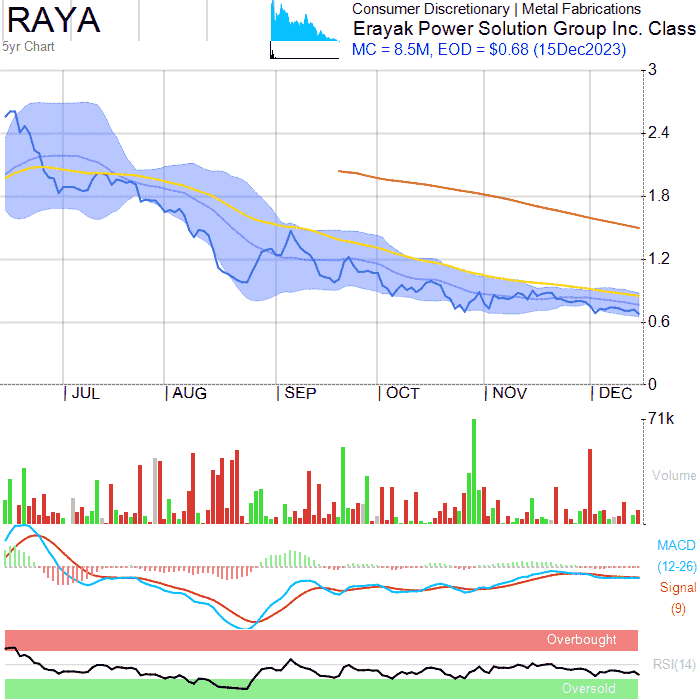 RAYA
5yr Chart
Consumer Discretionary | Metal Fabrications
Erayak Power Solution Group Inc. Class
MC = 8.5M, EOD = $0.68 (15Dec2023)
3
2.4
1.8
1.2
0.6
0
JUL
AUG
SEP
OCT
NOV
DEC
71k
Volume
MACD
(12-26)
Signal
(9)
Overbought
RSI(14)
Oversold